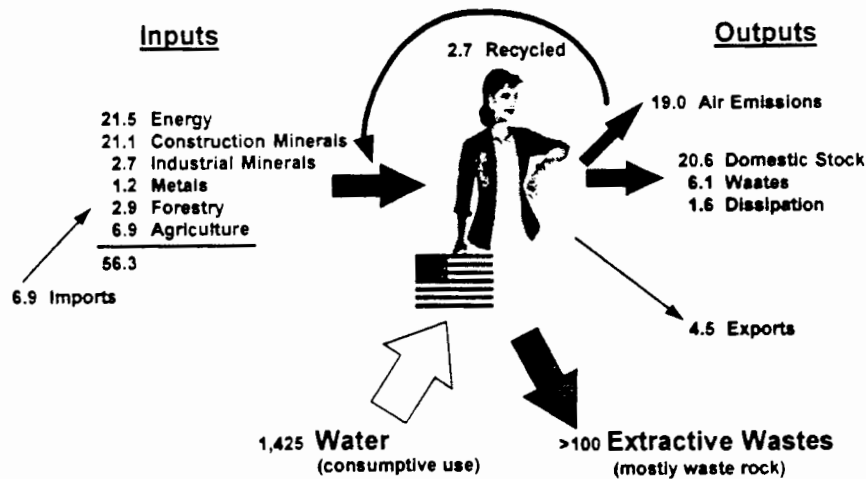 Inputs
21.5 Energy
21.1 Construction Minerals
2.7 Industrial Minerals
1.2 Metals
2.9 Forestry
6.9 Agriculture
56.3
6.9 Imports
2.7 Recycled
Outputs
19.0 Air Emissions
20.6 Domestic Stock
6.1 Waates
1.6 Dissipation
4.5 Exports
1,425 Water
(consumptive use)
>100 Extractive Wastes
(mostly waste rock)